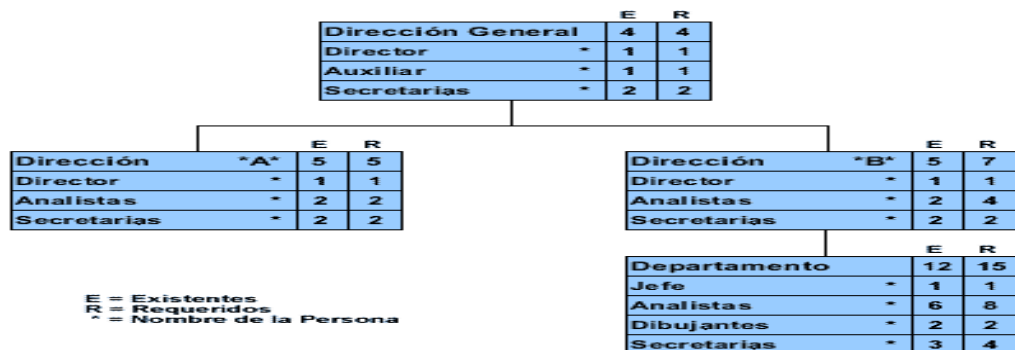 E R
Dirección General 4 4
Director * 1 1
Auxiliar * 1 1
Secretarias * 2 2
E R
Dirección *A* 5 5
Director * 1 1
Analistas * 2 2
Secretarias * 2 2
E R
Dirección *B* 5 7
Director * 1 1
Analistas * 2 4
Secretarias * 2 2
E R
Departamento 12 15
Jefe * 1 1
Analistas * 6 8
Dibujantes * 2 2
Secretarias * 3 4
E = Existentes
R = Requeridos
* = Nombre de la Persona